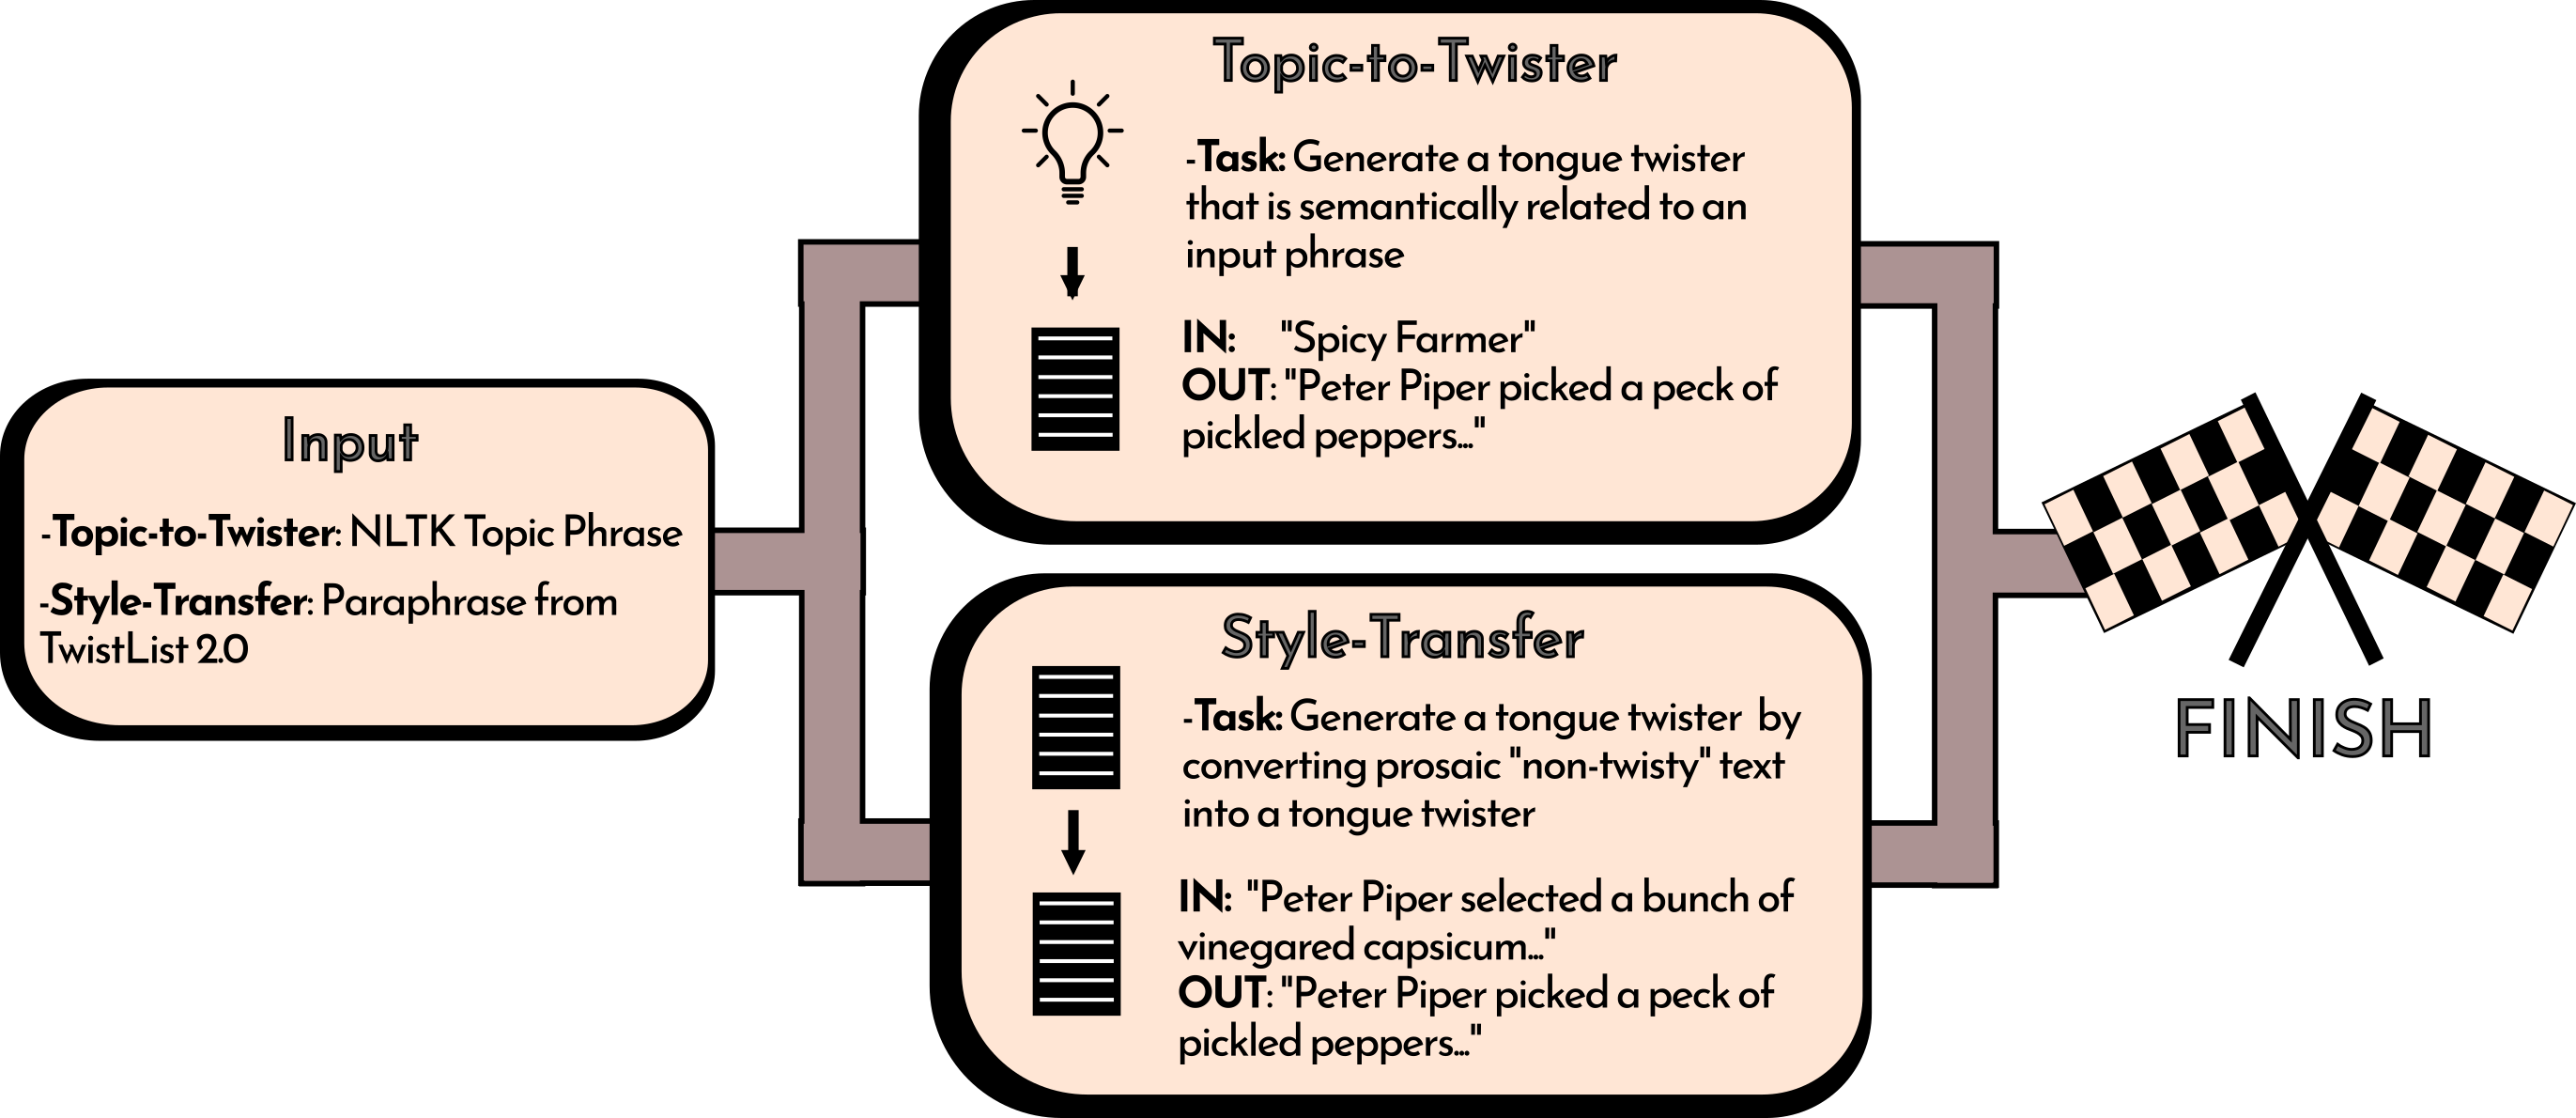 Input
-Topic-to-Twister: NLTK Topic Phrase
-Style-Transfer: Paraphrase from
TwistList 2.0
Topic-to-Twister
-Task: Generate a tongue twister
that is semantically related to an
input phrase
IN: "Spicy Farmer"
OUT: "Peter Piper picked a peck of
pickled peppers..."
Style-Transfer
-Task: Generate a tongue twister by
converting prosaic "non-twisty" text
into a tongue twister
IN: "Peter Piper selected a bunch of
vinegared capsicum..."
OUT: "Peter Piper picked a peck of
pickled peppers..."
FINISH